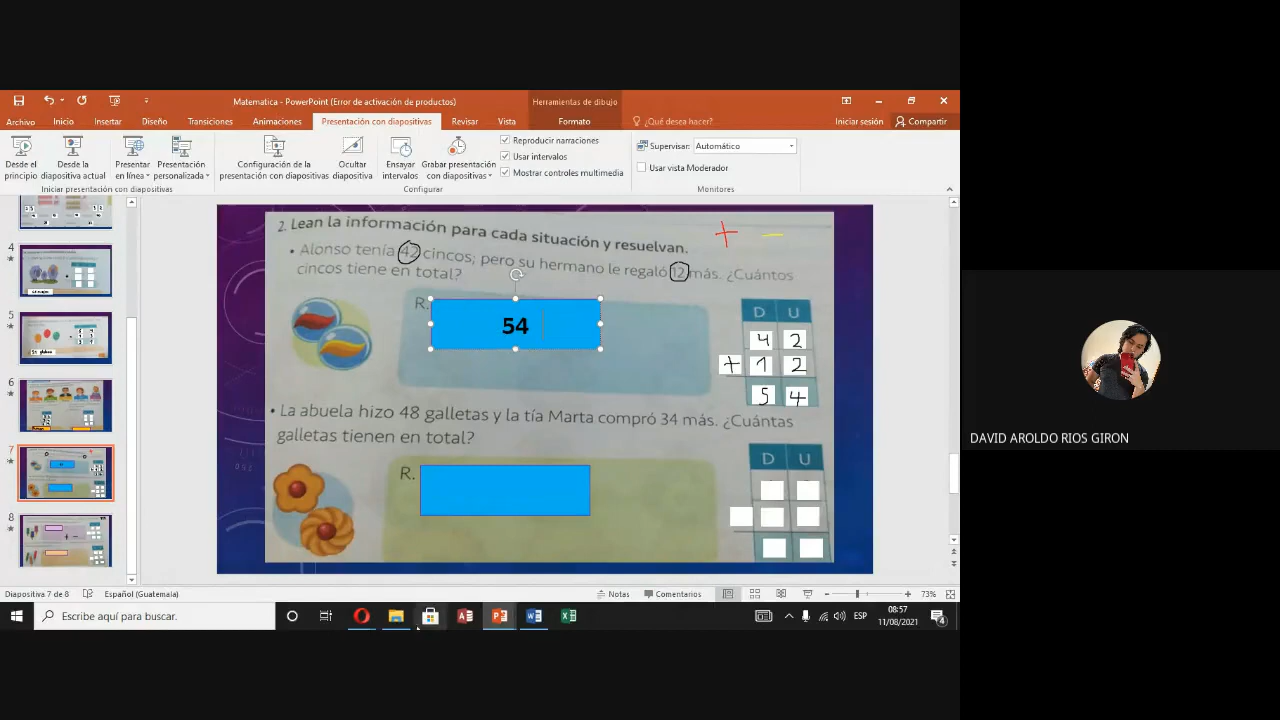 Matematica - PowerPoint (Error de activación de productos)
Herramientas de dibujo
Archivo Inicio Insertar Diseño Transiciones Animaciones Presentación con diapositivas Revisar Vista Formato ¿Qué desea hacer? Iniciar sesión Compartir
Desde el principio
Desde la diapositiva actual
Presentar en línea
Presentación personalizada
Iniciar presentación con diapositivas
Configuración de la presentación con diapositivas
Ocultar diapositiva
Ensayar intervalos
Grabar presentación con diapositivas
Reproducir narraciones
Usar intervalos
Mostrar controles multimedia
Configurar
Supervisar: Automático
Usar vista Moderador
Monitores
4
5
6
7
8
2. Lean la información para cada situación y resuelvan. + −
• Alonso tenía 42 cincos; pero su hermano le regaló 12 más. ¿Cuántos
cincos tiene en total?
R. 54
D U
4 2
+ 1 2
5 4
• La abuela hizo 48 galletas y la tía Marta compró 34 más. ¿Cuántas
galletas tienen en total?
R.
D U
DAVID AROLDO RIOS GIRON
Diapositiva 7 de 8 Español (Guatemala) Notas Comentarios 73%
Escribe aquí para buscar.
ESP
08:57
11/08/2021
4